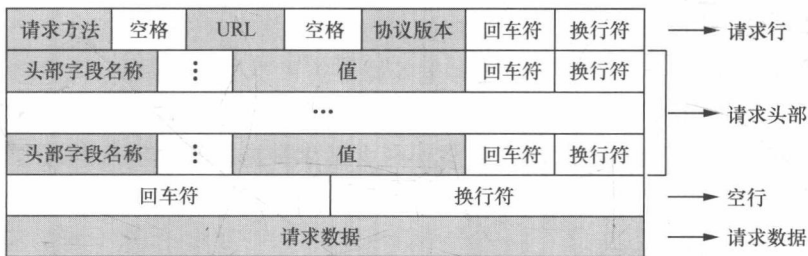 请求方法 空格 URL 空格 协议版本 回车符 换行符 请求行
头部字段名称 : 值 回车符 换行符
… 请求头部
头部字段名称 : 值 回车符 换行符
回车符 换行符 空行
请求数据 请求数据